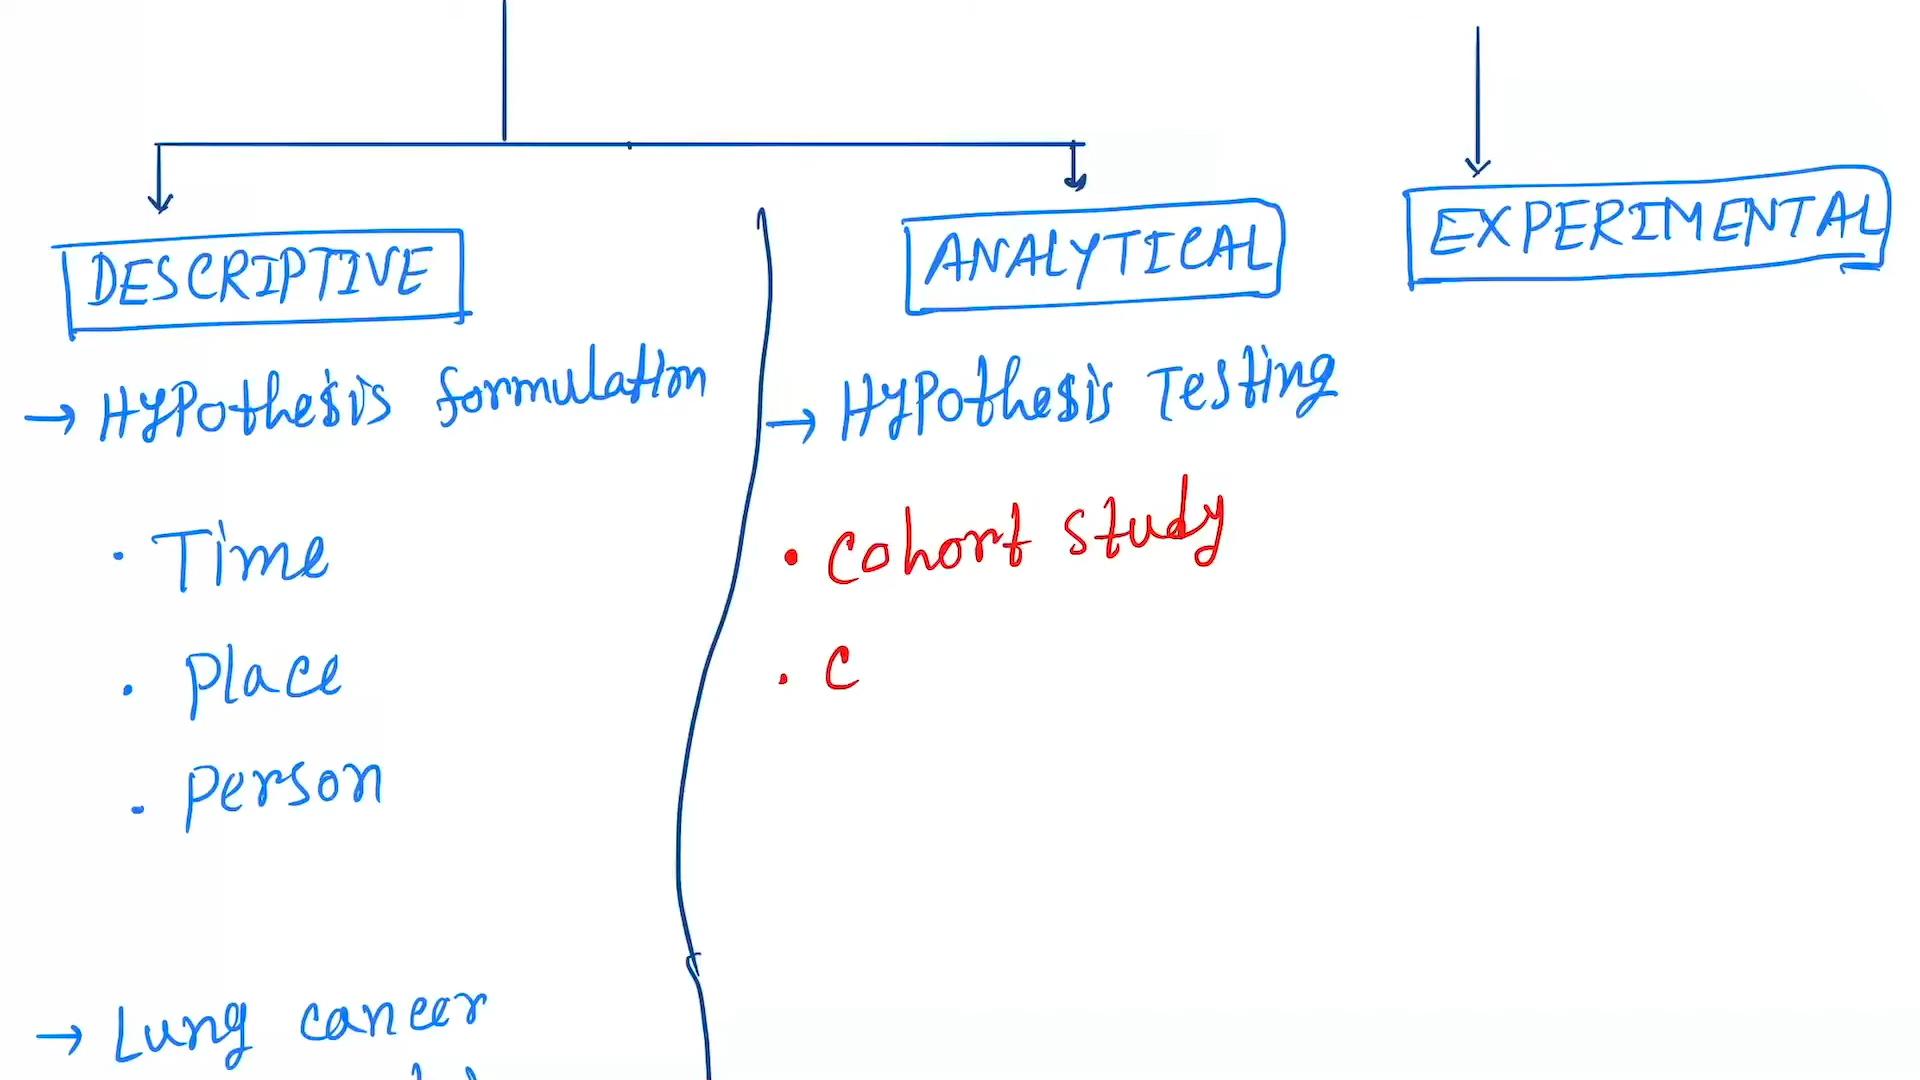 DESCRIPTIVE
ANALYTICAL
EXPERIMENTAL
→ Hypothesis formulation
→ Hypothesis Testing
• Time
• Cohort study
• Place
• C
• Person
→ Lung cancer